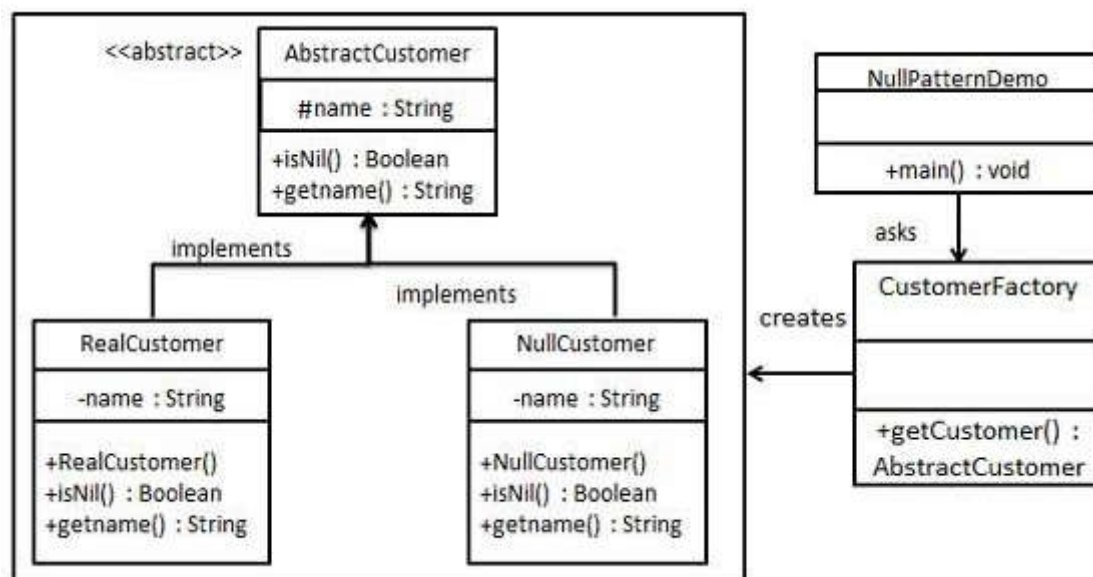 <<abstract>>
AbstractCustomer
#name : String
+isNil() : Boolean
+getname() : String
implements
implements
RealCustomer
-name : String
+RealCustomer()
+isNil() : Boolean
+getname() : String
NullCustomer
-name : String
+NullCustomer()
+isNil() : Boolean
+getname() : String
NullPatternDemo
+main() : void
asks
CustomerFactory
+getCustomer() :
AbstractCustomer
creates